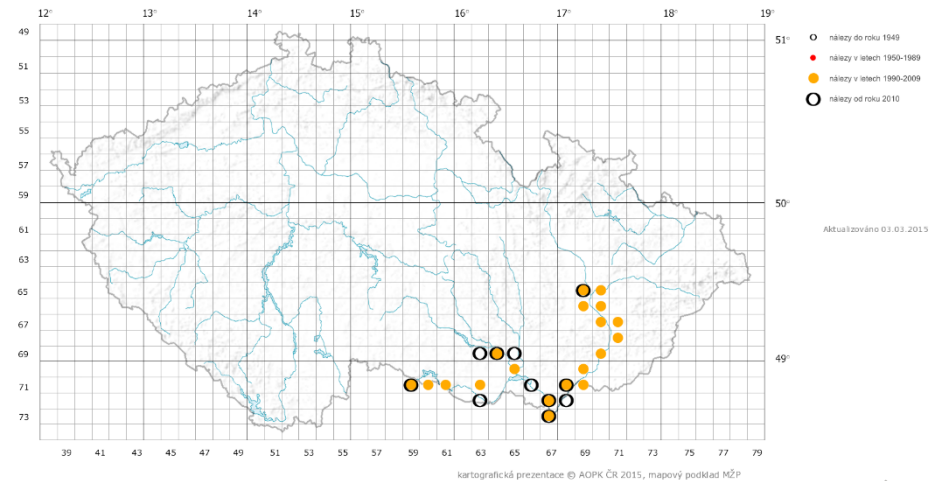 12° 13° 14° 15° 16° 17° 18° 19°
49 51°
nálezy do roku 1949
51 nálezy v letech 1950-1989
nálezy v letech 1990-2009
53 nálezy od roku 2010
55
57
59 50°
61
Aktualizováno 03.03.2015
63
65
67
69 49°
71
73
39 41 43 45 47 49 51 53 55 57 59 61 63 65 67 69 71 73 75 77 79
kartografická prezentace © AOPK ČR 2015, mapový podklad MŽP